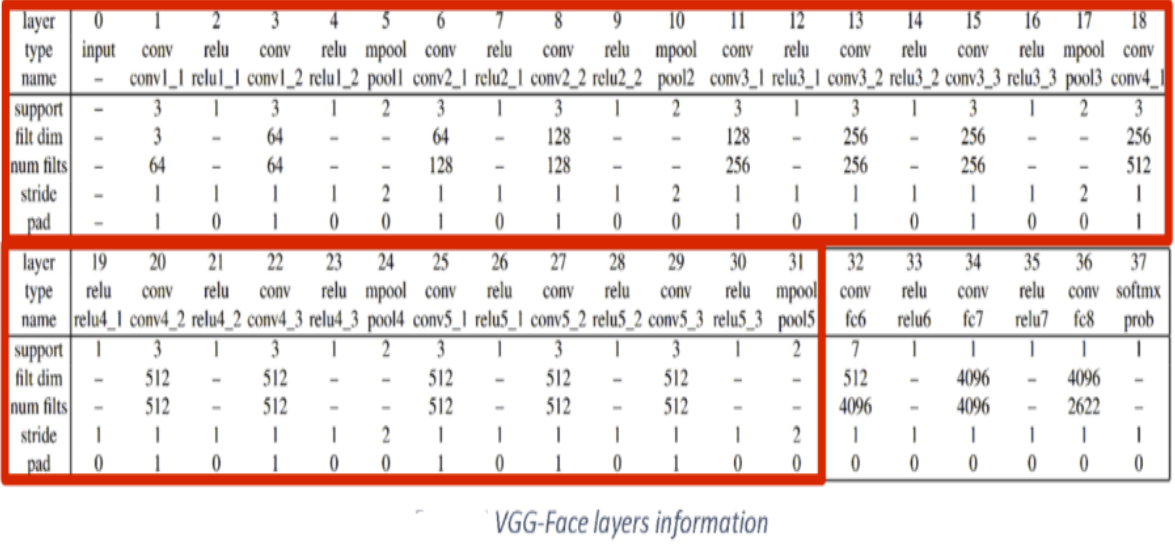 layer 0 1 2 3 4 5 6 7 8 9 10 11 12 13 14 15 16 17 18
type input conv relu conv relu mpool conv relu conv relu mpool conv relu conv relu conv relu mpool conv
name – conv1_1 relu1_1 conv1_2 relu1_2 pool1 conv2_1 relu2_1 conv2_2 relu2_2 pool2 conv3_1 relu3_1 conv3_2 relu3_2 conv3_3 relu3_3 pool3 conv4_1
support – 3 1 3 1 2 3 1 3 1 2 3 1 3 1 3 1 2 3
filt dim – 3 – 64 – – 64 – 128 – – 128 – 256 – 256 – – 256
num filts – 64 – 64 – – 128 – 128 – – 256 – 256 – 256 – – 512
stride – 1 1 1 1 2 1 1 1 1 2 1 1 1 1 1 1 2 1
pad – 1 0 1 0 0 1 0 1 0 0 1 0 1 0 1 0 0 1
layer 19 20 21 22 23 24 25 26 27 28 29 30 31 32 33 34 35 36 37
type relu conv relu conv relu mpool conv relu conv relu conv relu mpool conv relu conv relu conv softmx
name relu4_1 conv4_2 relu4_2 conv4_3 relu4_3 pool4 conv5_1 relu5_1 conv5_2 relu5_2 conv5_3 relu5_3 pool5 fc6 relu6 fc7 relu7 fc8 prob
support 1 3 1 3 1 2 3 1 3 1 3 1 2 7 1 1 1 1 1
filt dim – 512 – 512 – – 512 – 512 – 512 – – 512 – 4096 – 4096 –
num filts – 512 – 512 – – 512 – 512 – 512 – – 4096 – 4096 – 2622 –
stride 1 1 1 1 1 2 1 1 1 1 1 1 2 1 1 1 1 1 1
pad 0 1 0 1 0 0 1 0 1 0 1 0 0 0 0 0 0 0 0
VGG-Face layers information